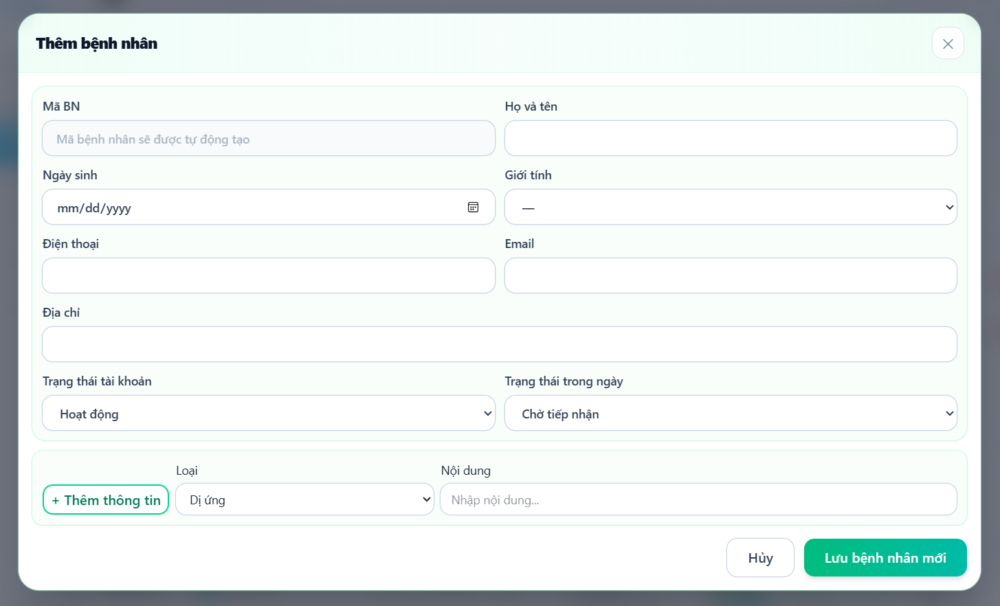 Thêm bệnh nhân
Mã BN
Họ và tên
Mã bệnh nhân sẽ được tự động tạo
Ngày sinh
Giới tính
mm/dd/yyyy
—
Điện thoại
Email
Địa chỉ
Trạng thái tài khoản
Trạng thái trong ngày
Hoạt động
Chờ tiếp nhận
Loại
Nội dung
+ Thêm thông tin
Dị ứng
Nhập nội dung...
Hủy
Lưu bệnh nhân mới